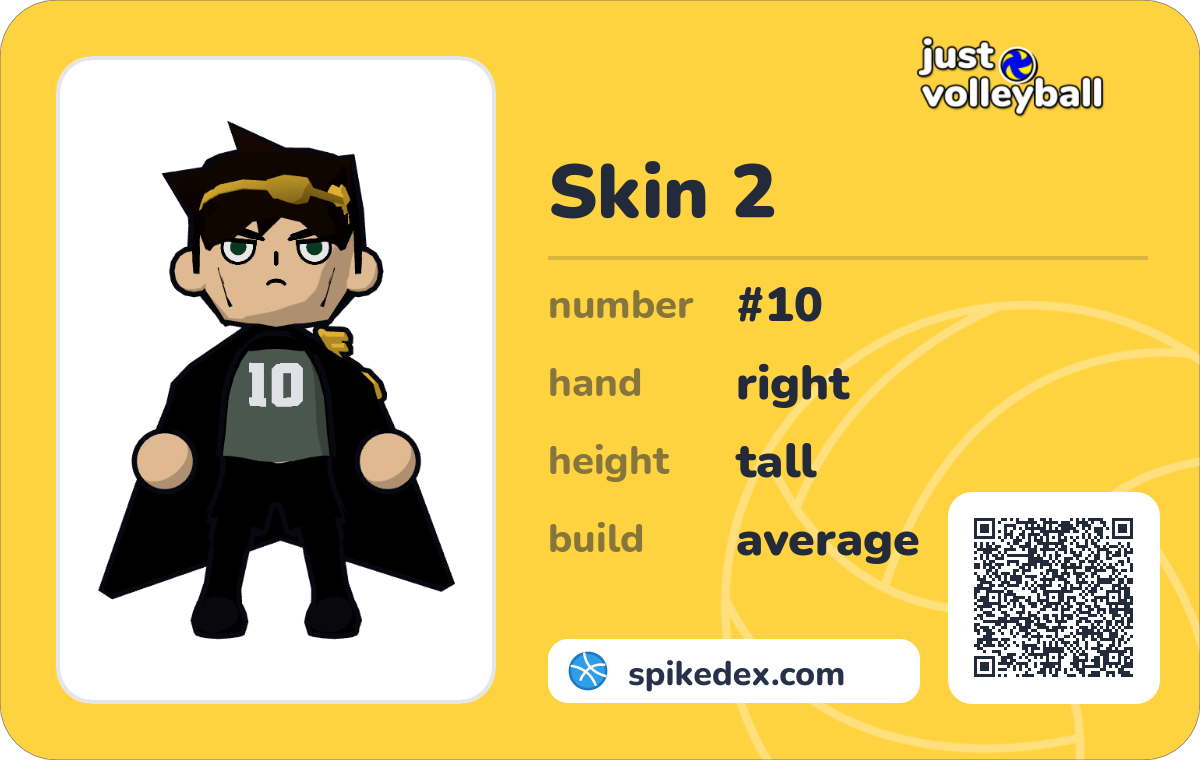 just
volleyball
Skin 2
number #10
hand right
height tall
build average
10
spikedex.com